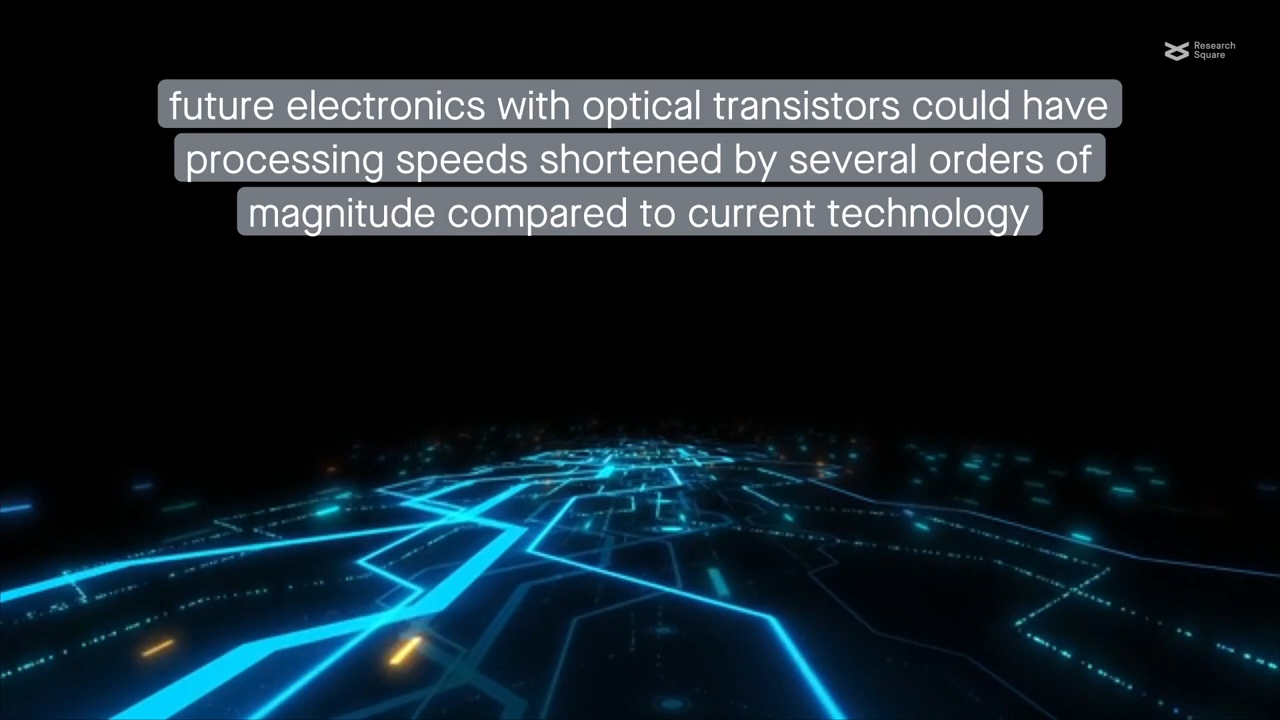 Research
Square
future electronics with optical transistors could have
processing speeds shortened by several orders of
magnitude compared to current technology